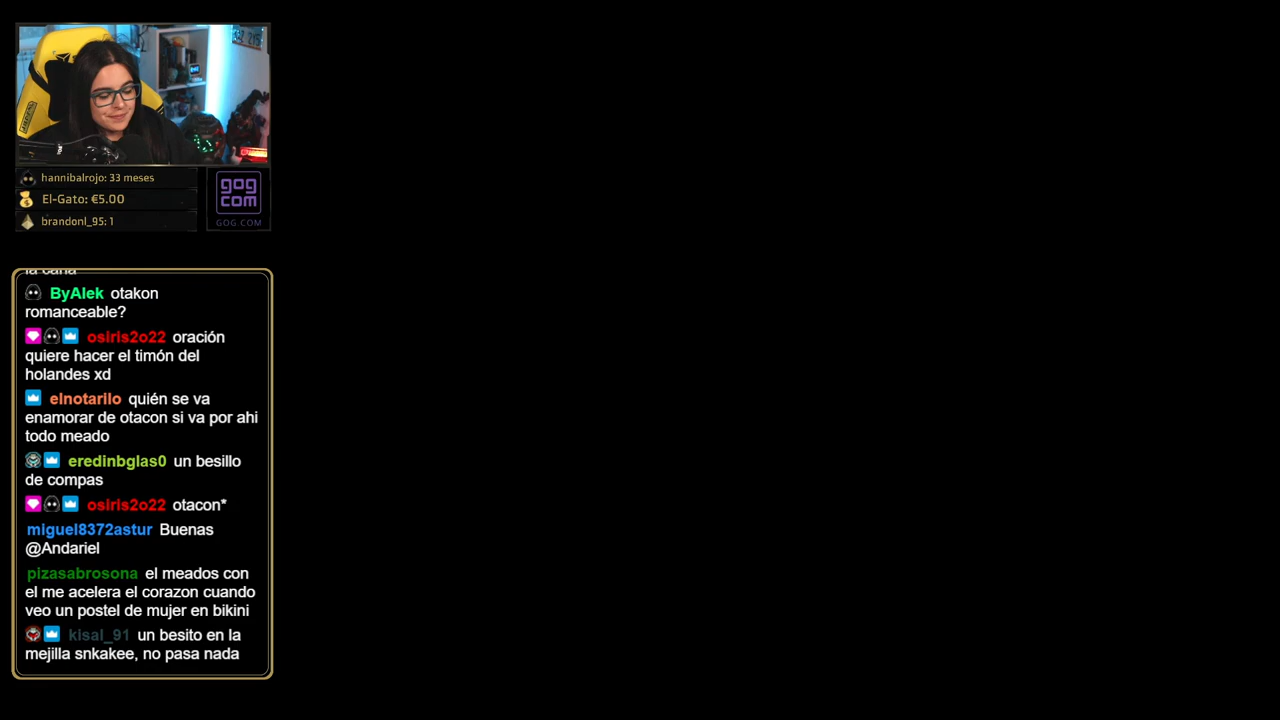 hannibalrojo: 33 meses
El-Gato: €5.00
brandonl_95: 1
gog
com
GOG.COM
la caña
ByAlek otakon
romanceable?
osiris2o22 oración
quiere hacer el timón del
holandes xd
elnotarilo quién se va
enamorar de otacon si va por ahi
todo meado
eredinbglas0 un besillo
de compas
osiris2o22 otacon*
miguel8372astur Buenas
@Andariel
pizasabrosona el meados con
el me acelera el corazon cuando
veo un postel de mujer en bikini
kisal_91 un besito en la
mejilla snkakee, no pasa nada